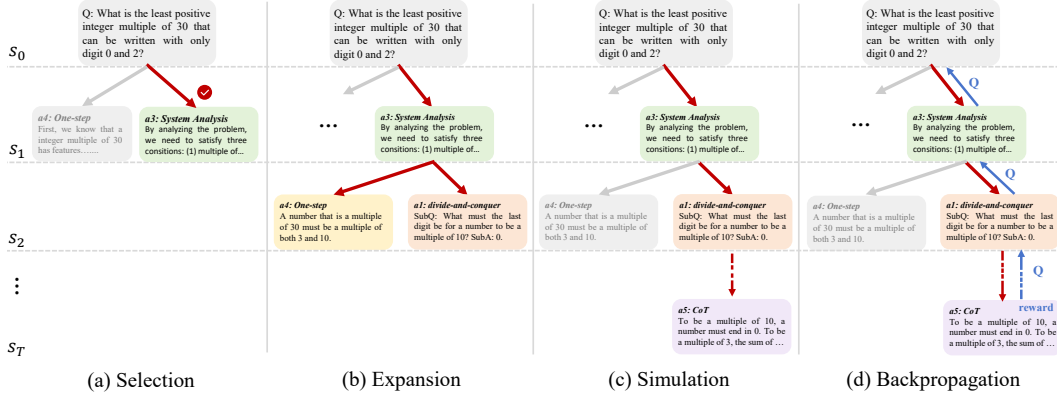 Q: What is the least positive
integer multiple of 30 that
can be written with only
digit 0 and 2?
Q: What is the least positive
integer multiple of 30 that
can be written with only
digit 0 and 2?
Q: What is the least positive
integer multiple of 30 that
can be written with only
digit 0 and 2?
Q: What is the least positive
integer multiple of 30 that
can be written with only
digit 0 and 2?
s0
Q
a4: One-step
First, we know that a
integer multiple of 30
has features…….
a3: System Analysis
By analyzing the problem,
we need to satisfy three
consitions: (1) multiple of...
...
a3: System Analysis
By analyzing the problem,
we need to satisfy three
consitions: (1) multiple of...
...
a3: System Analysis
By analyzing the problem,
we need to satisfy three
consitions: (1) multiple of...
...
a3: System Analysis
By analyzing the problem,
we need to satisfy three
consitions: (1) multiple of...
s1
Q
a4: One-step
A number that is a multiple
of 30 must be a multiple of
both 3 and 10.
a1: divide-and-conquer
SubQ: What must the last
digit be for a number to be a
multiple of 10? SubA: 0.
a4: One-step
A number that is a multiple
of 30 must be a multiple of
both 3 and 10.
a1: divide-and-conquer
SubQ: What must the last
digit be for a number to be a
multiple of 10? SubA: 0.
a4: One-step
A number that is a multiple
of 30 must be a multiple of
both 3 and 10.
a1: divide-and-conquer
SubQ: What must the last
digit be for a number to be a
multiple of 10? SubA: 0.
s2
⋮
Q
reward
a5: CoT
To be a multiple of 10, a
number must end in 0. To be
a multiple of 3, the sum of …
a5: CoT
To be a multiple of 10, a
number must end in 0. To be
a multiple of 3, the sum of …
sT
(a) Selection
(b) Expansion
(c) Simulation
(d) Backpropagation